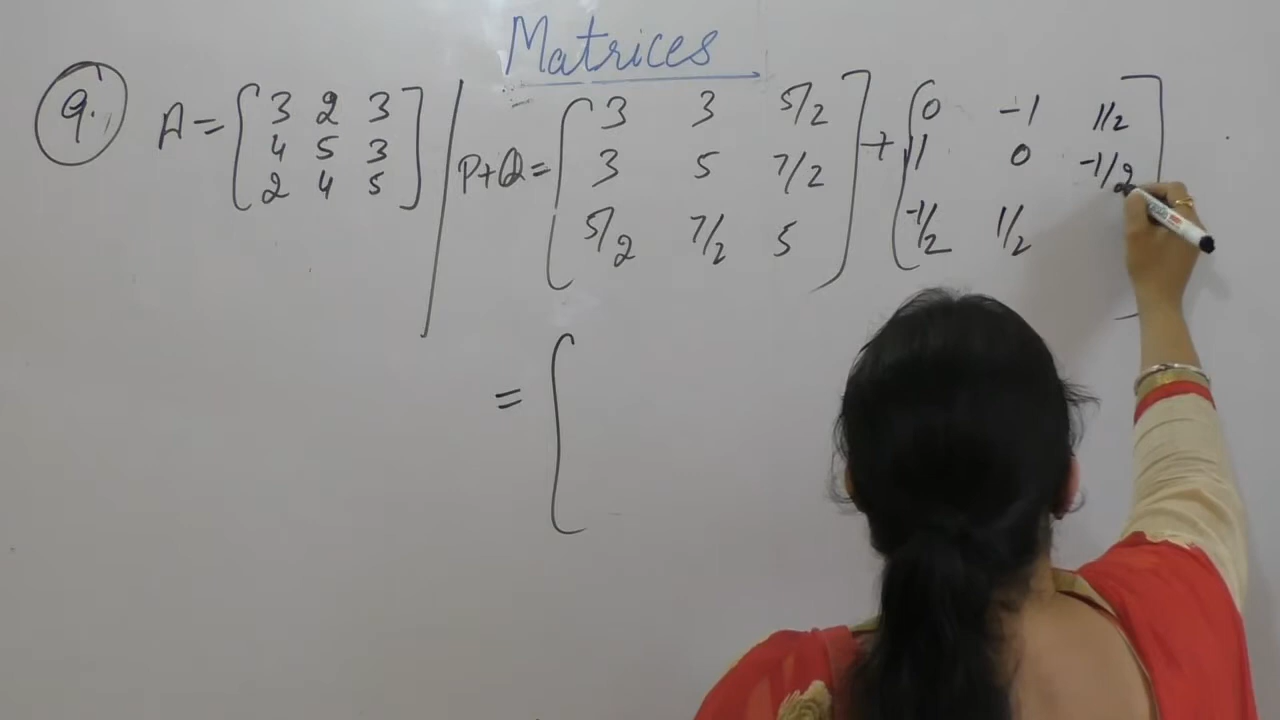 Matrices
9. A = [3 2 3] | P+Q = [3 3 5/2] + [0 -1 1/2]
4 5 3 3 5 7/2 1 0 -1/2
2 4 5 5/2 7/2 5 -1/2 1/2
= [